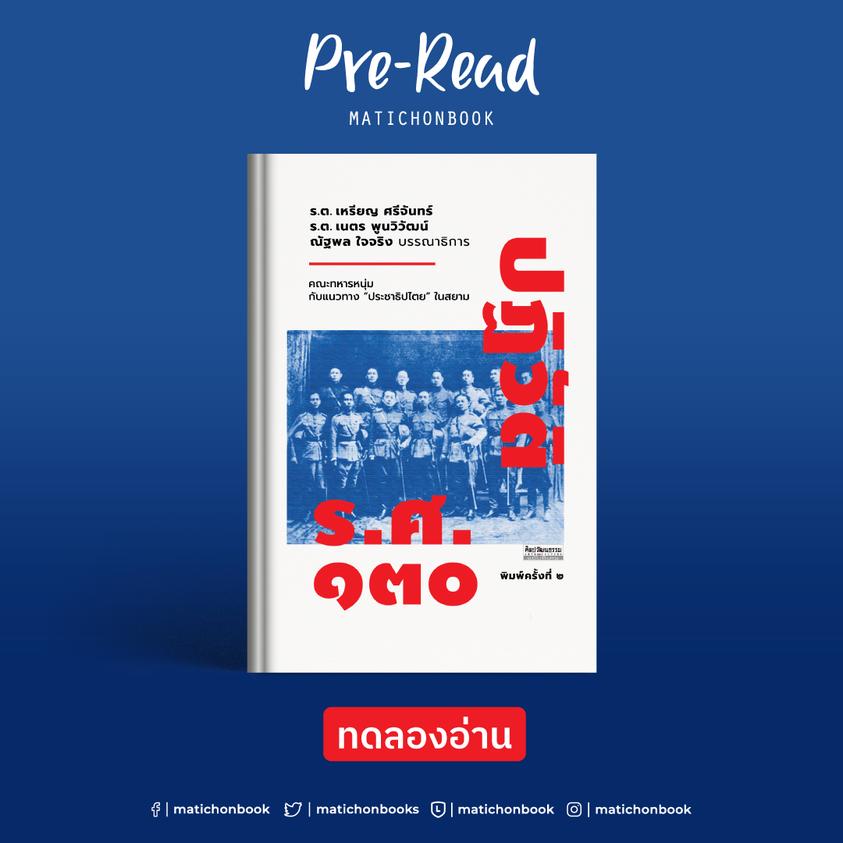 Pre-Read
MATICHONBOOK
ร.ต. เหรียญ ศรีจันทร์
ร.ต. เนตร พูนวิวัฒน์
ณัฐพล ใจจริง บรรณาธิการ
คณะทหารหนุ่ม
กับแนวทาง “ประชาธิปไตย” ในสยาม
ปฏิวัติ
ร.ศ.
๑๓๐
ศิลปวัฒนธรรม
พิมพ์ครั้งที่ ๒
ทดลองอ่าน
matichonbook | matichonbooks | matichonbook | matichonbook